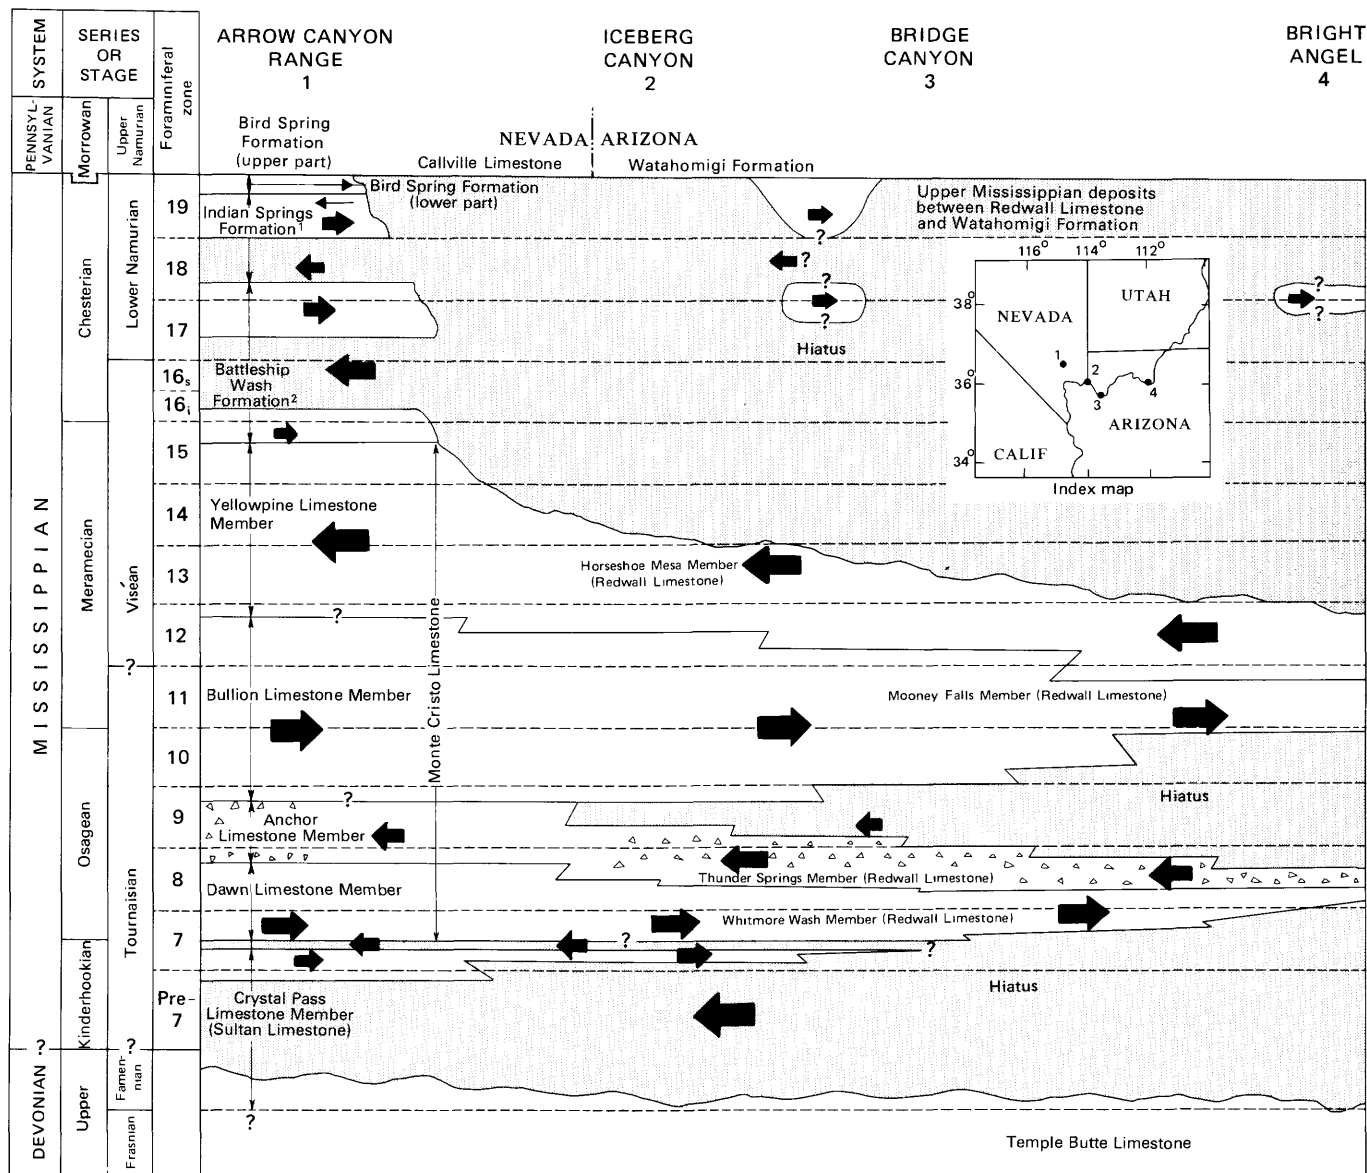 SYSTEM
SERIES
OR
STAGE
Foraminiferal
zone
ARROW CANYON
RANGE
1
ICEBERG
CANYON
2
BRIDGE
CANYON
3
BRIGHT
ANGEL
4
PENNSYL-
VANIAN
Morrowan
Upper
Namurian
Bird Spring
Formation
(upper part)
NEVADA
ARIZONA
Callville Limestone
Watahomigi Formation
MISSISSIPPIAN
Chesterian
Lower Namurian
19
Bird Spring Formation
(lower part)
Indian Springs
Formation1
?
Upper Mississippian deposits
between Redwall Limestone
and Watahomigi Formation
18
?
?
?
?
?
17
Hiatus
16s
16i
Battleship
Wash
Formation2
116° 114° 112°
38°
36°
34°
UTAH
NEVADA
1
2
3
4
ARIZONA
CALIF
Index map
Meramecian
Viséan
15
14
Yellowpine Limestone
Member
13
Horseshoe Mesa Member
(Redwall Limestone)
?
12
?
11
Bullion Limestone Member
Monte Cristo Limestone
Mooney Falls Member (Redwall Limestone)
Osagean
Tournaisian
10
?
Hiatus
9
Anchor
Limestone Member
8
Dawn Limestone Member
Thunder Springs Member (Redwall Limestone)
Whitmore Wash Member (Redwall Limestone)
7
?
?
Kinderhookian
Pre-
7
Crystal Pass
Limestone Member
(Sultan Limestone)
Hiatus
?
?
DEVONIAN
Upper
Famen-
nian
Frasnian
?
Temple Butte Limestone